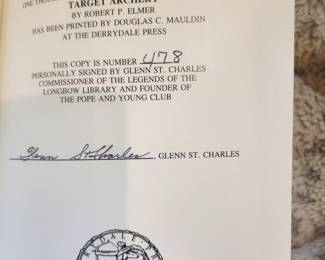 ONE THOUSAND
TARGET ARCHERY
BY ROBERT P. ELMER
HAS BEEN PRINTED BY DOUGLAS C. MAULDIN
AT THE DERRYDALE PRESS
THIS COPY IS NUMBER 478
PERSONALLY SIGNED BY GLENN ST. CHARLES
COMMISSIONER OF THE LEGENDS OF THE
LONGBOW LIBRARY AND FOUNDER OF
THE POPE AND YOUNG CLUB
Glenn St. Charles, GLENN ST. CHARLES